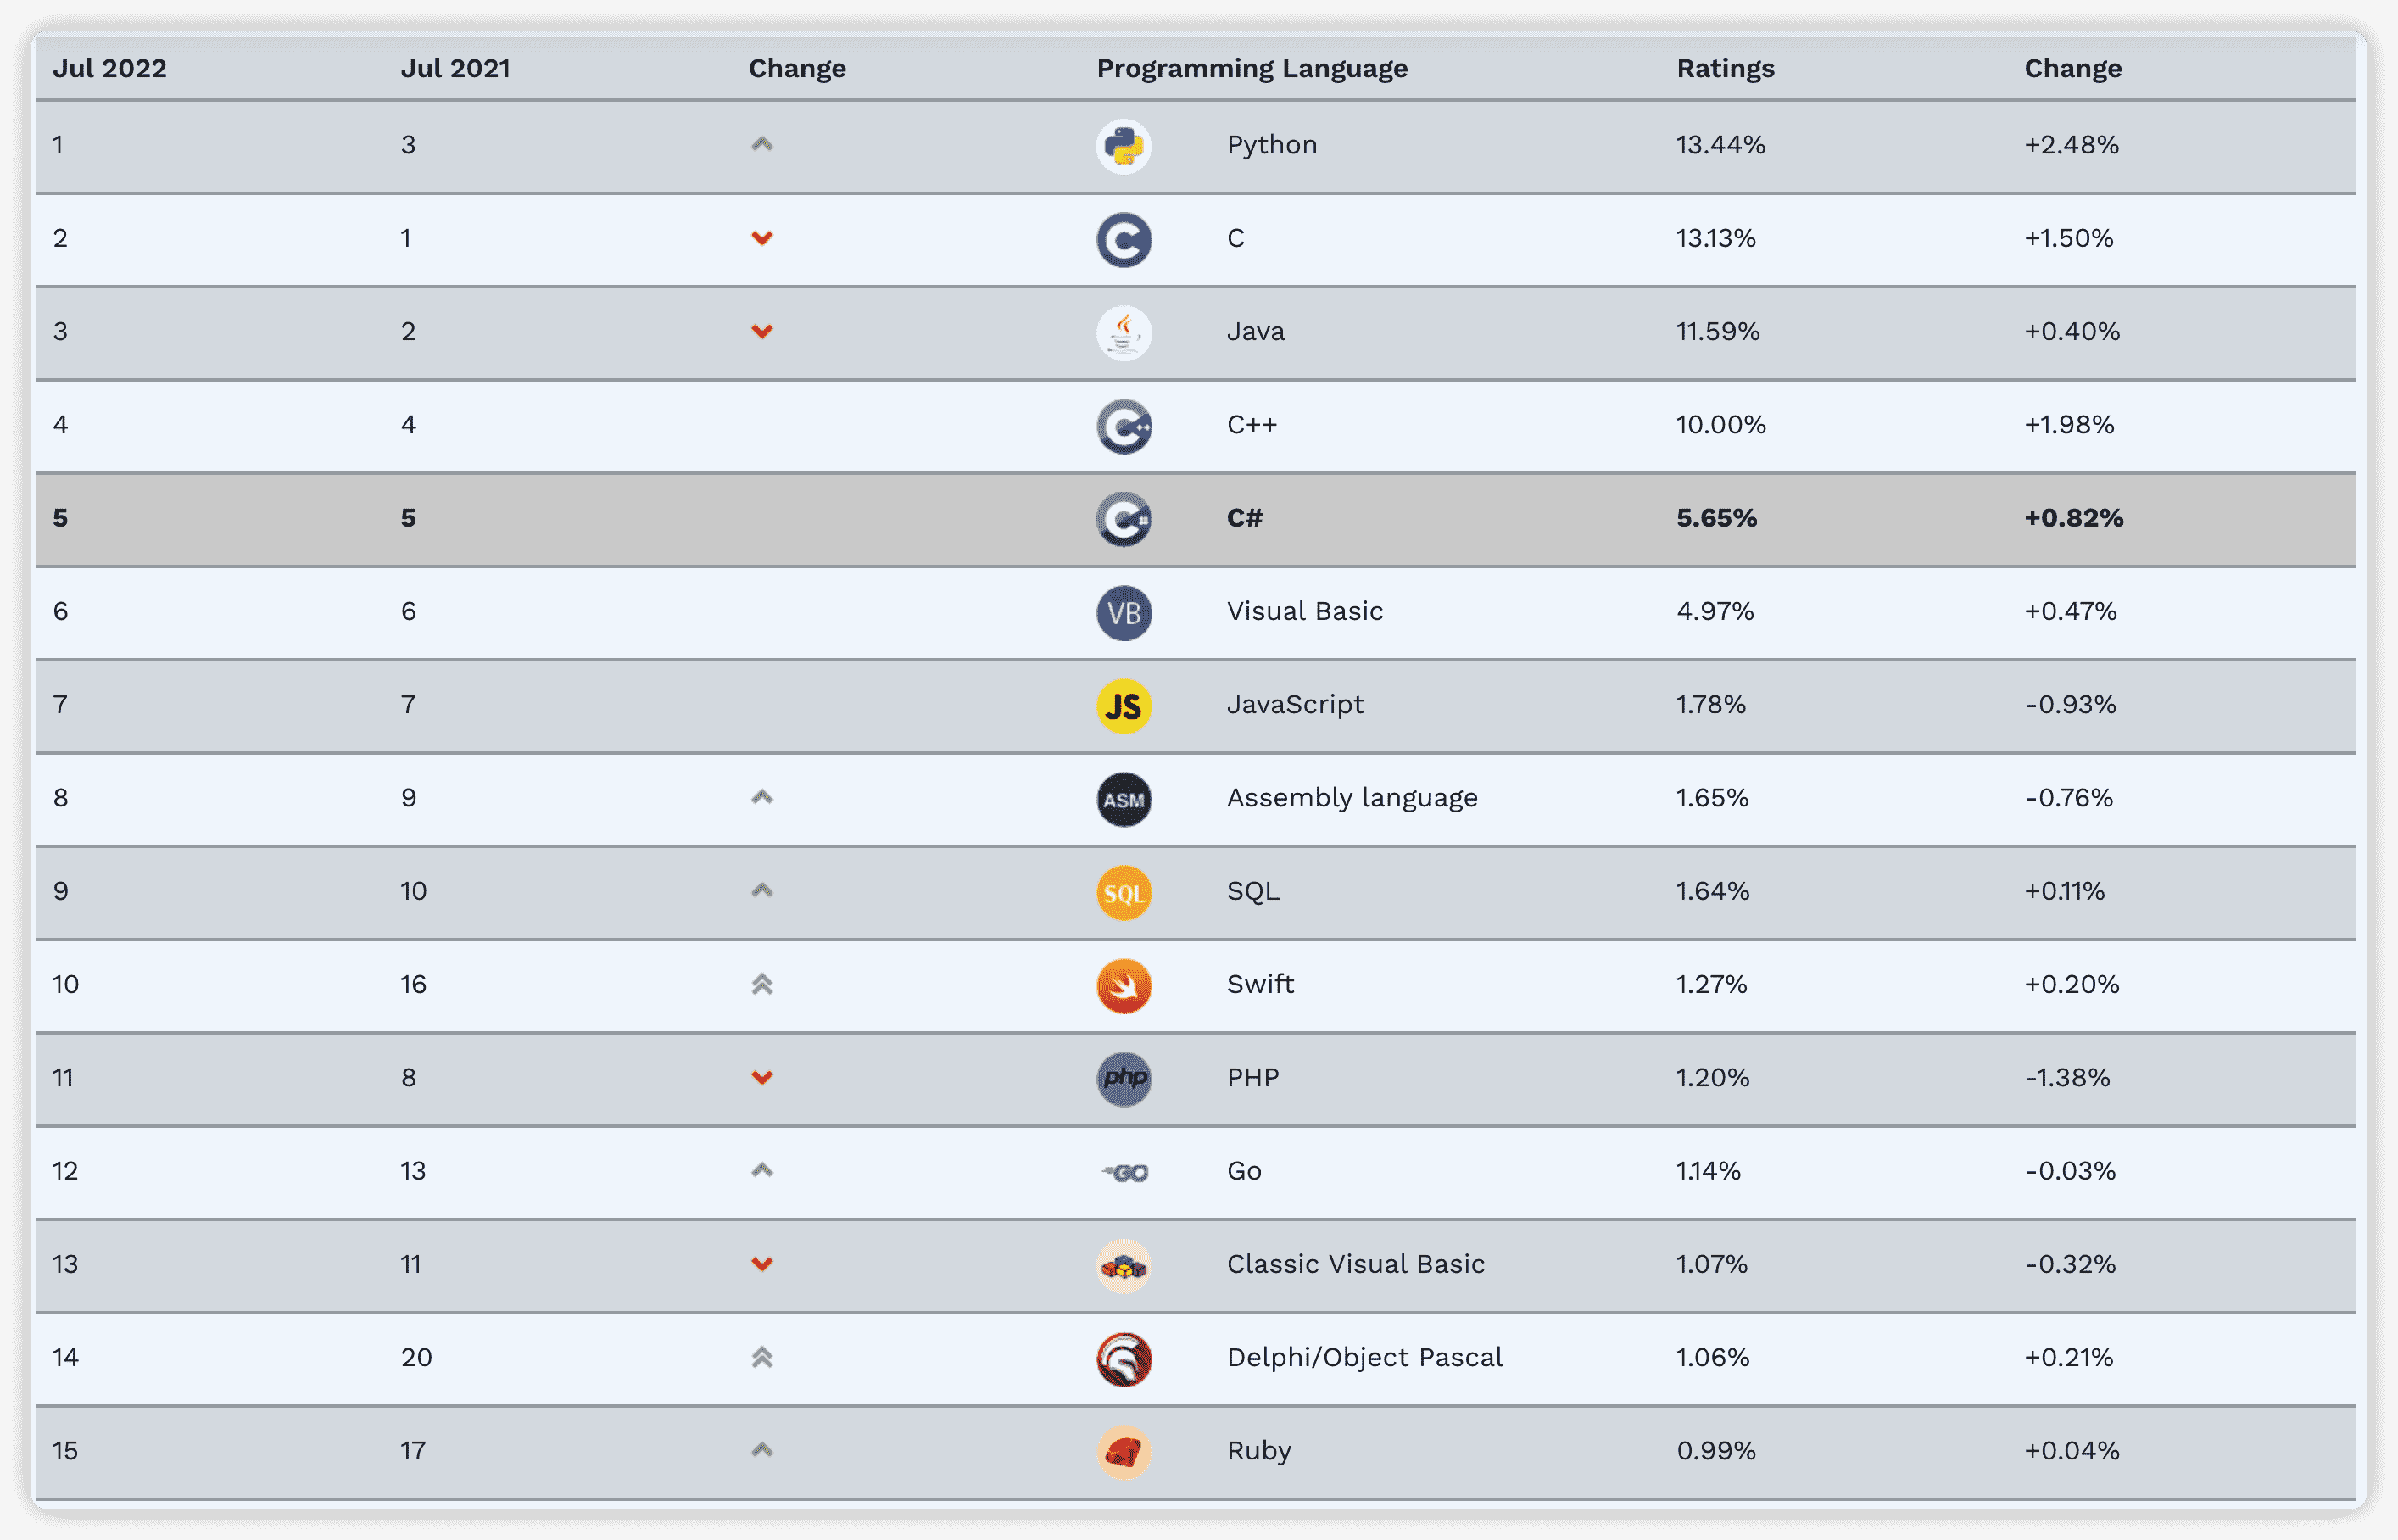 Jul 2022 Jul 2021 Change Programming Language Ratings Change
1 3 Python 13.44% +2.48%
2 1 C 13.13% +1.50%
3 2 Java 11.59% +0.40%
4 4 C++ 10.00% +1.98%
5 5 C# 5.65% +0.82%
6 6 VB Visual Basic 4.97% +0.47%
7 7 JS JavaScript 1.78% -0.93%
8 9 ASM Assembly language 1.65% -0.76%
9 10 SQL SQL 1.64% +0.11%
10 16 Swift 1.27% +0.20%
11 8 php PHP 1.20% -1.38%
12 13 GO Go 1.14% -0.03%
13 11 Classic Visual Basic 1.07% -0.32%
14 20 Delphi/Object Pascal 1.06% +0.21%
15 17 Ruby 0.99% +0.04%